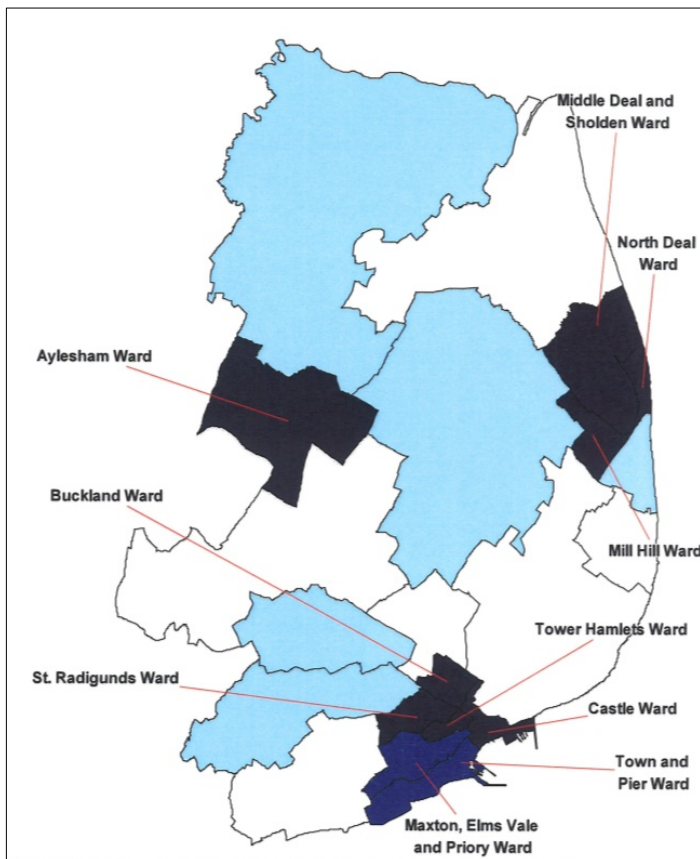 Middle Deal and
Sholden Ward
North Deal
Ward
Aylesham Ward
Buckland Ward
Mill Hill Ward
Tower Hamlets Ward
St. Radigunds Ward
Castle Ward
Town and
Pier Ward
Maxton, Elms Vale
and Priory Ward